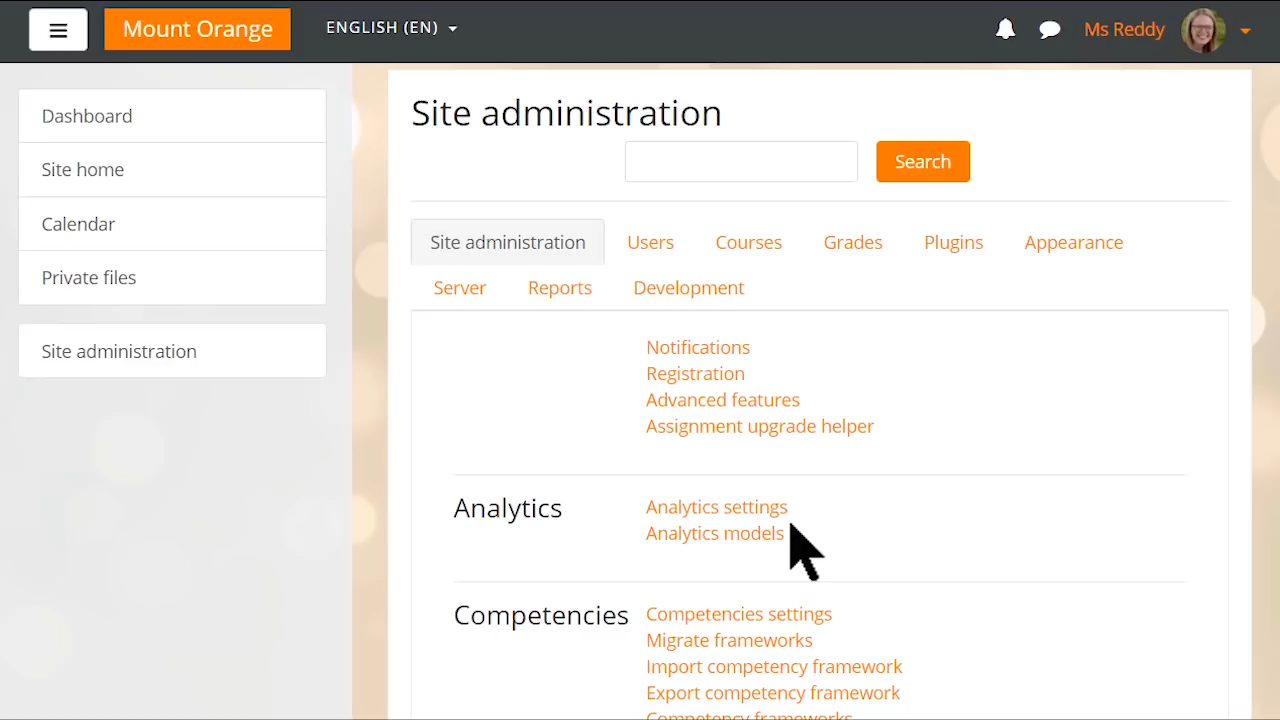 Mount Orange
ENGLISH (EN)
Ms Reddy
Dashboard
Site home
Calendar
Private files
Site administration
Site administration
Search
Site administration
Users
Courses
Grades
Plugins
Appearance
Server
Reports
Development
Notifications
Registration
Advanced features
Assignment upgrade helper
Analytics
Analytics settings
Analytics models
Competencies
Competencies settings
Migrate frameworks
Import competency framework
Export competency framework
Competency frameworks